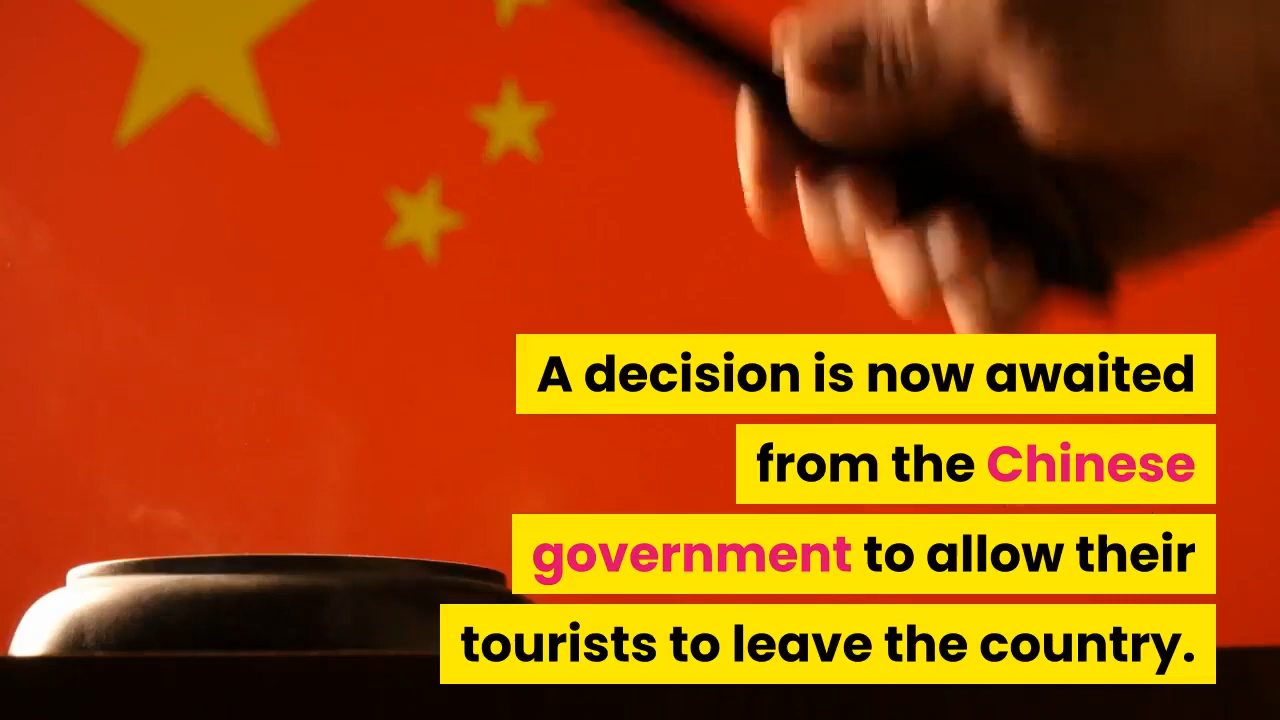 A decision is now awaited
from the Chinese
government to allow their
tourists to leave the country.